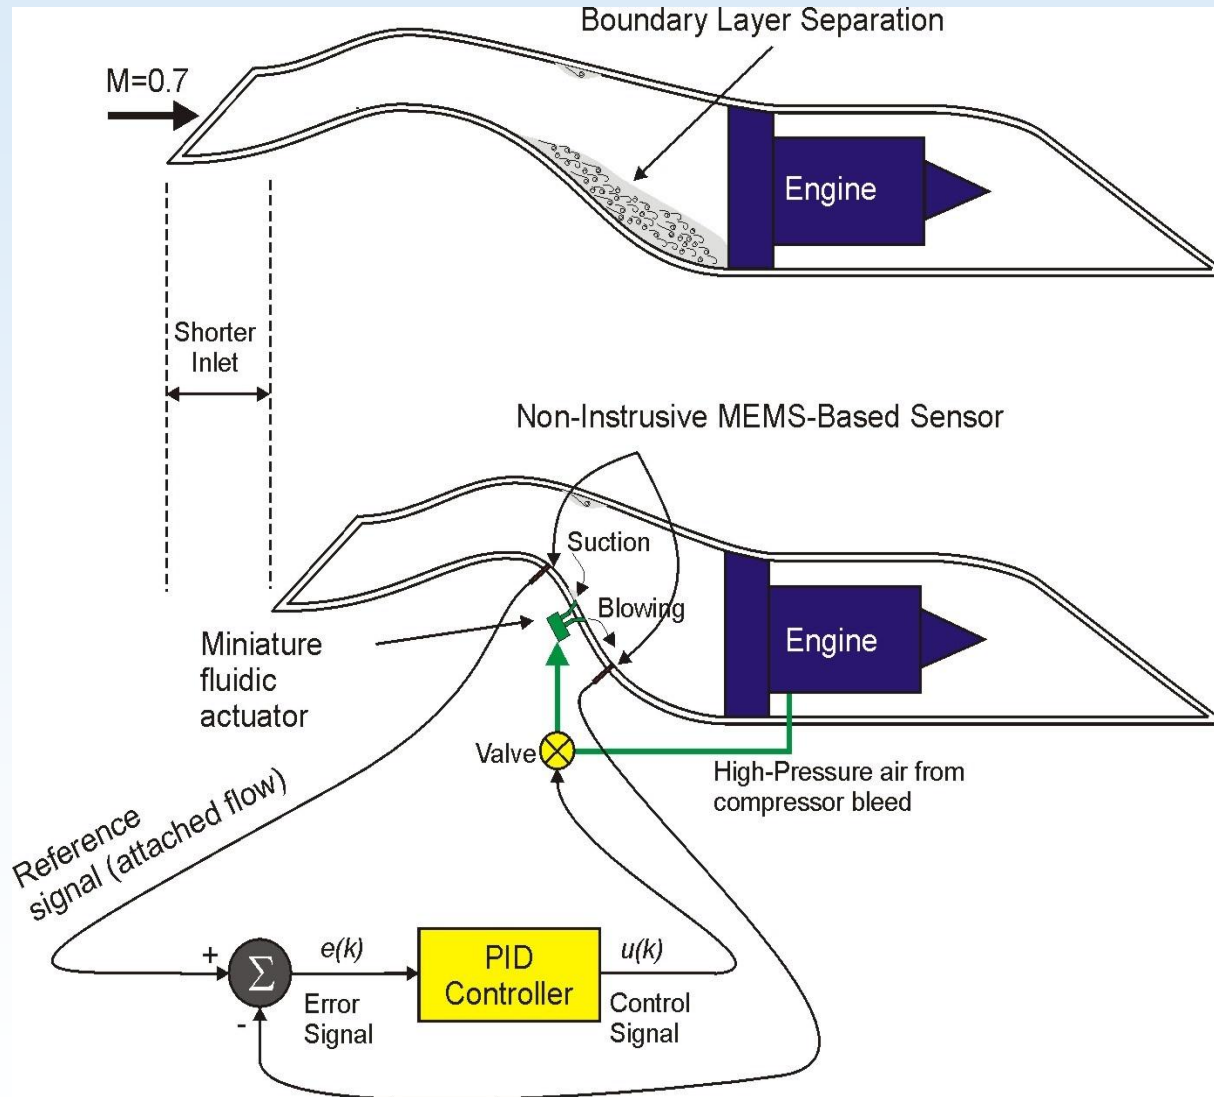 Boundary Layer Separation
M=0.7
Engine
Shorter
Inlet
Non-Instrusive MEMS-Based Sensor
Suction
Blowing
Miniature
fluidic
actuator
Engine
Valve
High-Pressure air from
compressor bleed
Reference
signal (attached flow)
+
Σ
-
e(k)
Error
Signal
PID
Controller
u(k)
Control
Signal